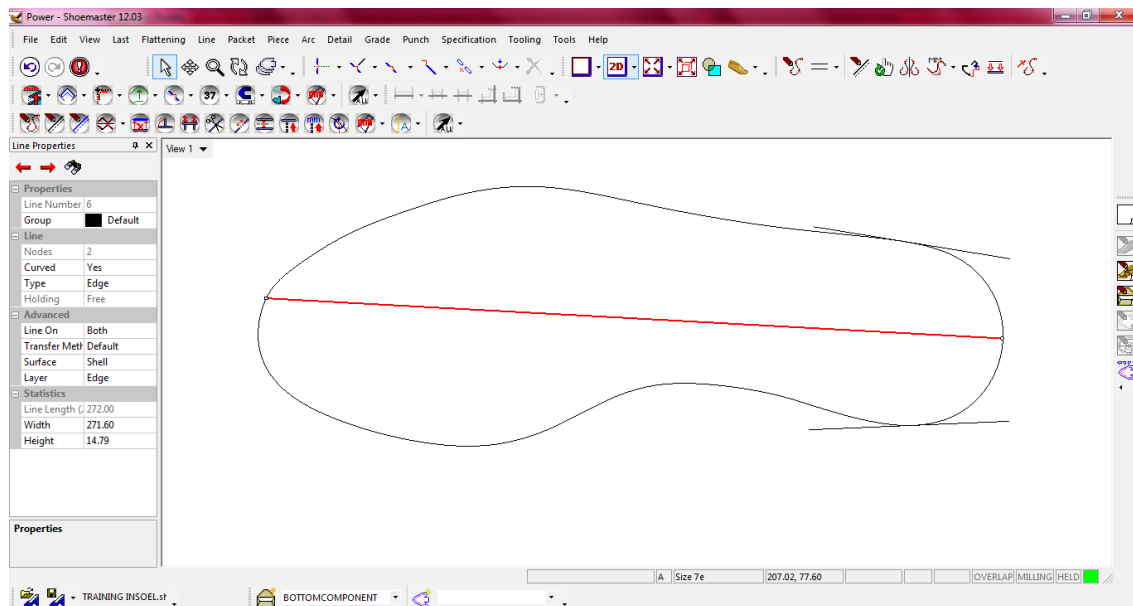 Power - Shoemaster 12.03
File Edit View Last Flattening Line Packet Piece Arc Detail Grade Punch Specification Tooling Tools Help
2D
37
Line Properties
View 1
Properties
Line Number 6
Group Default
Line
Nodes 2
Curved Yes
Type Edge
Holding Free
Advanced
Line On Both
Transfer Meth Default
Surface Shell
Layer Edge
Statistics
Line Length (2 272.00
Width 271.60
Height 14.79
Properties
A Size 7e 207.02, 77.60 OVERLAP MILLING HELD
TRAINING INSOEL.sh BOTTOMCOMPONENT